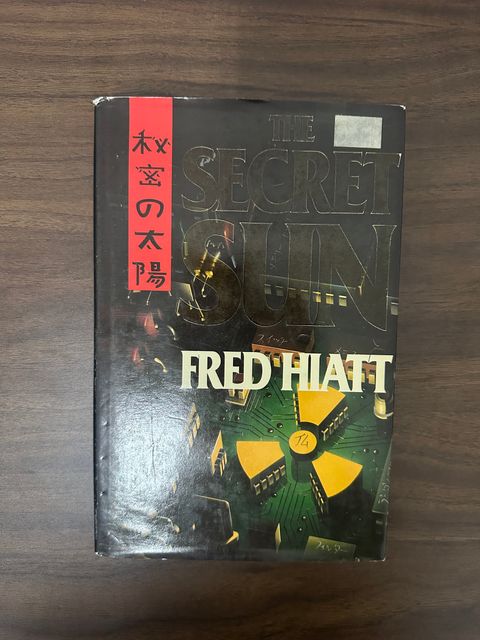 秘密の太陽
THE
SECRET
SUN
FRED HIATT